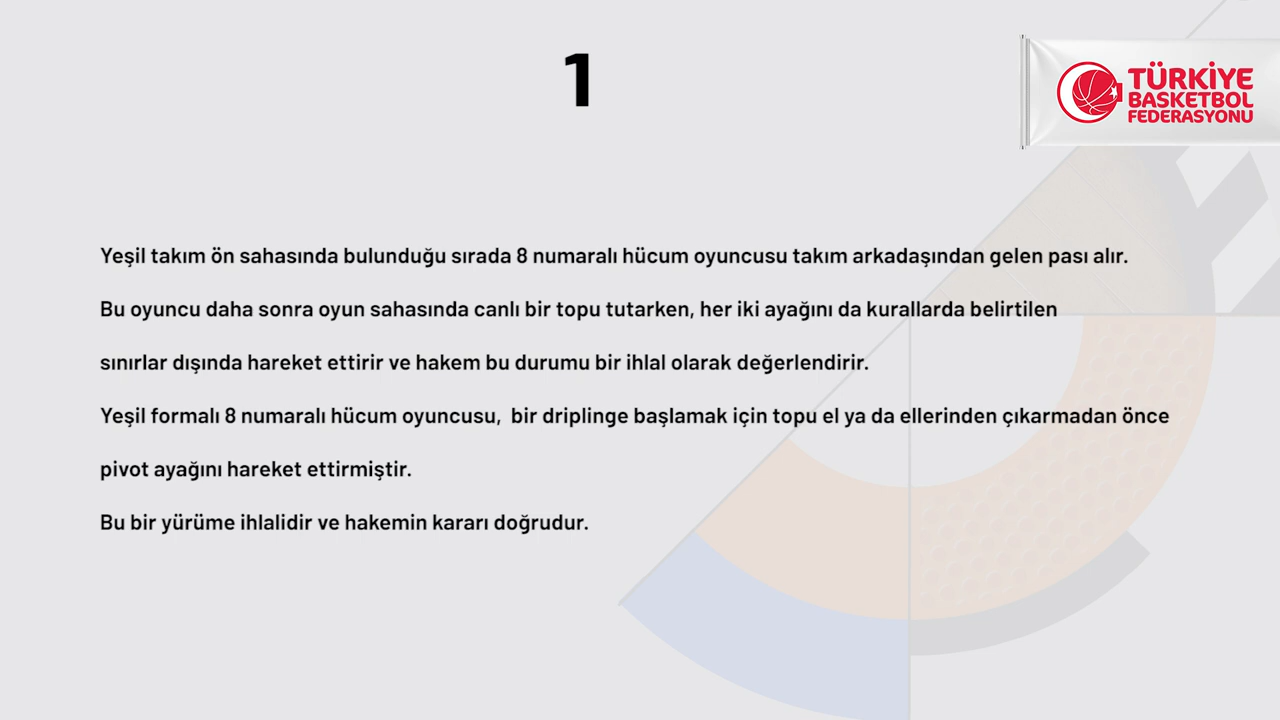 1
TÜRKİYE
BASKETBOL
FEDERASYONU
Yeşil takım ön sahasında bulunduğu sırada 8 numaralı hücum oyuncusu takım arkadaşından gelen pası alır.
Bu oyuncu daha sonra oyun sahasında canlı bir topu tutarken, her iki ayağını da kurallarda belirtilen
sınırlar dışında hareket ettirir ve hakem bu durumu bir ihlal olarak değerlendirir.
Yeşil formalı 8 numaralı hücum oyuncusu,  bir driplinge başlamak için topu el ya da ellerinden çıkarmadan önce
pivot ayağını hareket ettirmiştir.
Bu bir yürüme ihlalidir ve hakemin kararı doğrudur.